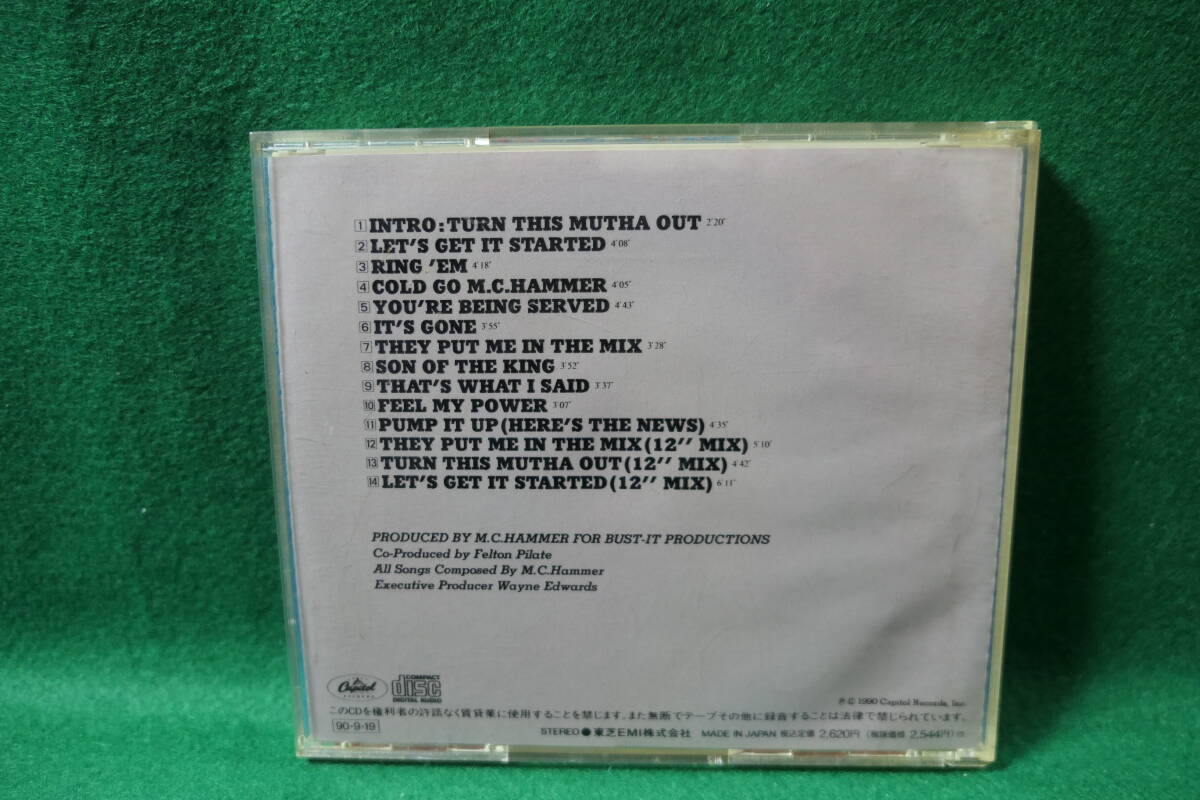 1 INTRO:TURN THIS MUTHA OUT 2'20"
2 LET'S GET IT STARTED 4'08"
3 RING 'EM 4'18"
4 COLD GO M.C.HAMMER 4'05"
5 YOU'RE BEING SERVED 4'43"
6 IT'S GONE 3'55"
7 THEY PUT ME IN THE MIX 3'28"
8 SON OF THE KING 3'52"
9 THAT'S WHAT I SAID 3'37"
10 FEEL MY POWER 3'07"
11 PUMP IT UP(HERE'S THE NEWS) 4'35"
12 THEY PUT ME IN THE MIX(12'' MIX) 5'10"
13 TURN THIS MUTHA OUT(12'' MIX) 4'42"
14 LET'S GET IT STARTED(12'' MIX) 6'11"
PRODUCED BY M.C.HAMMER FOR BUST-IT PRODUCTIONS
Co-Produced by Felton Pilate
All Songs Composed By M.C.Hammer
Executive Producer Wayne Edwards
Capitol RECORDS COMPACT disc DIGITAL AUDIO
℗© 1990 Capitol Records, Inc.
このCDを権利者の許諾なく賃貸業に使用することを禁じます。また無断でテープその他に録音することは法律で禁じられています。
90-9-19
STEREO ● 東芝EMI株式会社 MADE IN JAPAN 税込定価 2,620円 (税抜価格 2,544円)